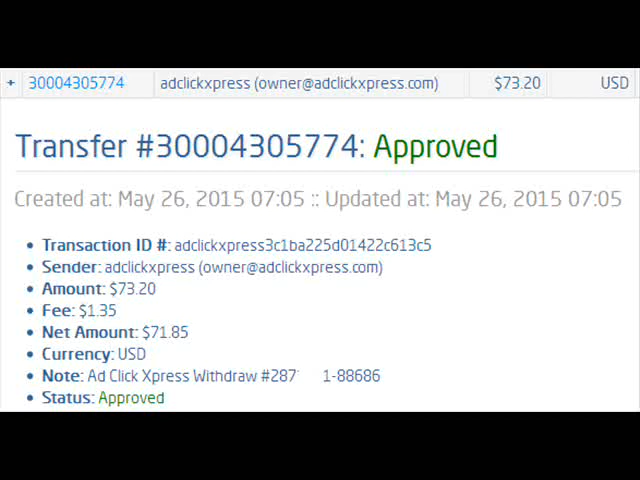 + 30004305774 adclickxpress (owner@adclickxpress.com) $73.20 USD
Transfer #30004305774: Approved
Created at: May 26, 2015 07:05 :: Updated at: May 26, 2015 07:05
• Transaction ID #: adclickxpress3c1ba225d01422c613c5
• Sender: adclickxpress (owner@adclickxpress.com)
• Amount: $73.20
• Fee: $1.35
• Net Amount: $71.85
• Currency: USD
• Note: Ad Click Xpress Withdraw #287 1-88686
• Status: Approved